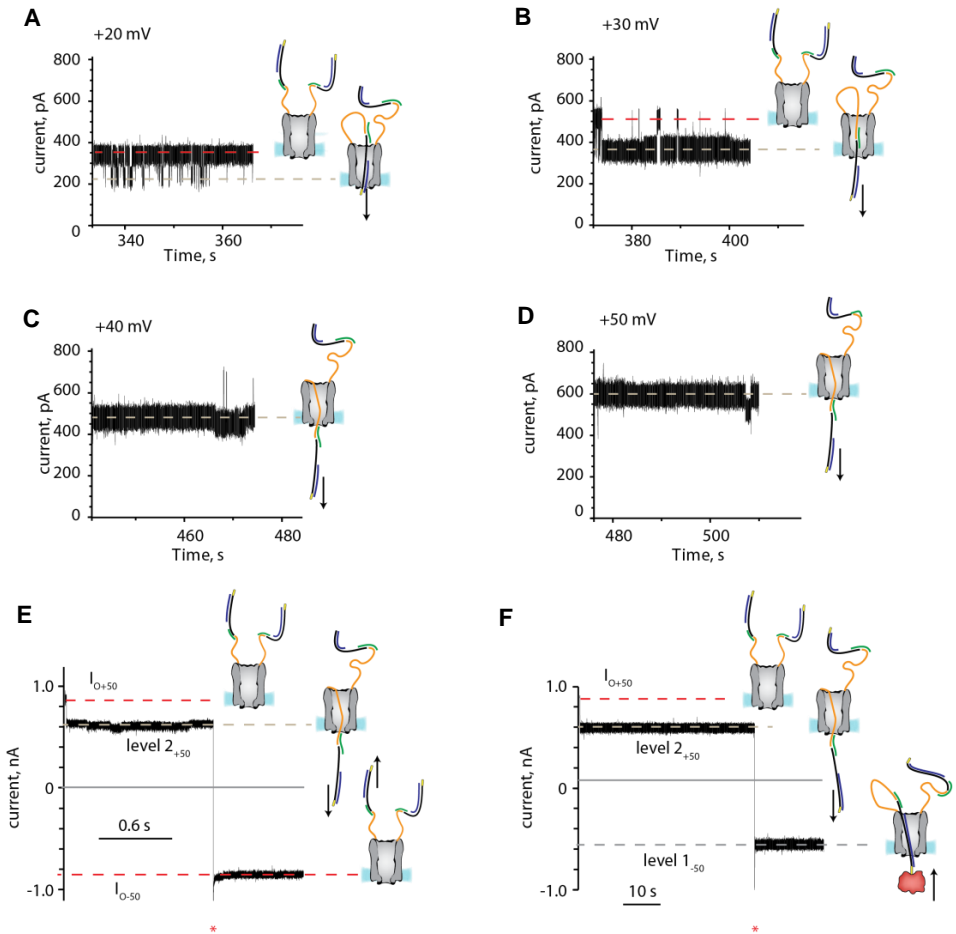 A
+20 mV
current, pA
800
600
400
200
0
340
360
Time, s
B
+30 mV
current, pA
800
600
400
200
0
380
400
Time, s
C
+40 mV
current, pA
800
600
400
200
0
460
480
Time, s
D
+50 mV
current, pA
800
600
400
200
0
480
500
Time, s
E
current, nA
1.0
0
-1.0
IO+50
level 2+50
0.6 s
IO-50
*
F
current, nA
1.0
0
-1.0
IO+50
level 2+50
level 1-50
10 s
*